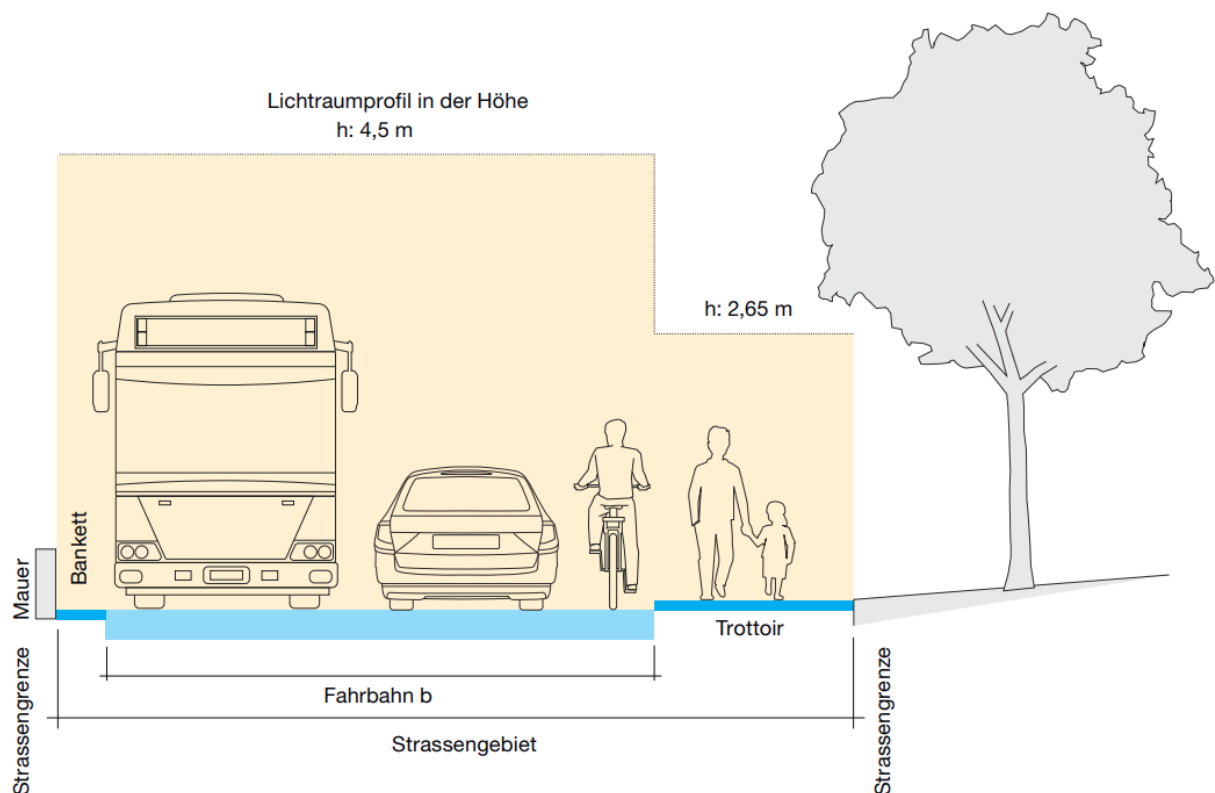 Lichtraumprofil in der Höhe
h: 4,5 m
h: 2,65 m
Bankett
Mauer
Trottoir
Fahrbahn b
Strassengrenze
Strassengebiet
Strassengrenze